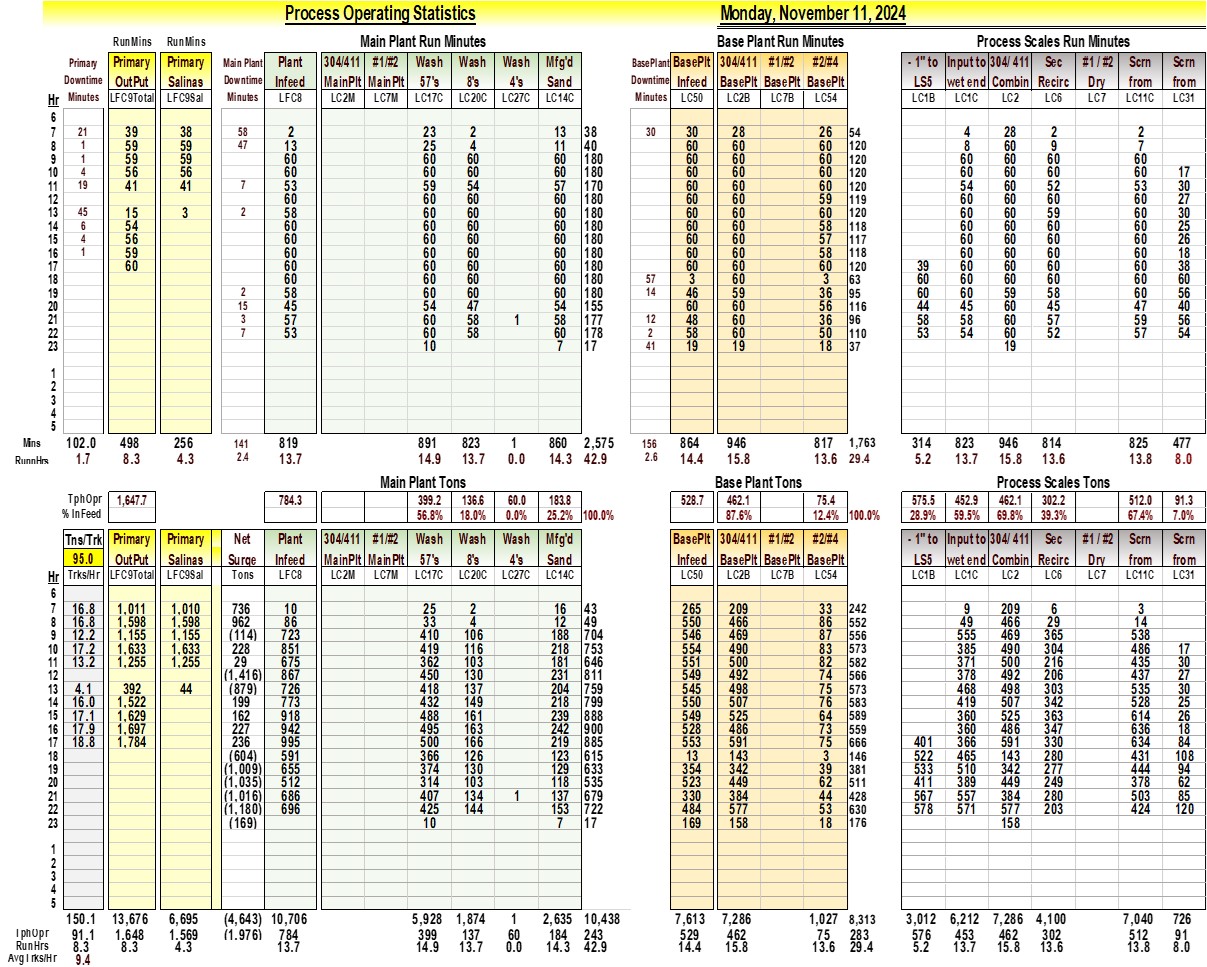 Process Operating Statistics Monday, November 11, 2024
RunMins RunMins Main Plant Run Minutes Base Plant Run Minutes Process Scales Run Minutes
Primary Primary Primary Main Plant Plant 304/411 #1/#2 Wash Wash Wash Mfg'd BasePlant BasePlt 304/411 #1/#2 #2/#4 - 1" to Input to 304/ 411 Sec #1 / #2 Scrn Scrn
Downtime OutPut Salinas Downtime Infeed MainPlt MainPlt 57's 8's 4's Sand Downtime Infeed BasePlt BasePlt BasePlt LS5 wet end Combin Recirc Dry from from
Hr Minutes LFC9Total LFC9Sal Minutes LFC8 LC2M LC7M LC17C LC20C LC27C LC14C Minutes LC50 LC2B LC7B LC54 LC1B LC1C LC2 LC6 LC7 LC11C LC31
6
7 21 39 38 58 2 23 2 13 38 30 30 28 26 54 4 28 2 2
8 1 59 59 47 13 25 4 11 40 60 60 60 120 8 60 9 7
9 1 59 59 60 60 60 60 180 60 60 60 120 60 60 60 60
10 4 56 56 60 60 60 60 180 60 60 60 120 60 60 60 60 17
11 19 41 41 7 53 59 54 57 170 60 60 60 120 54 60 52 53 30
12 60 60 60 60 180 60 60 59 119 60 60 60 60 27
13 45 15 3 2 58 60 60 60 180 60 60 60 120 60 60 59 60 30
14 6 54 60 60 60 60 180 60 60 58 118 60 60 60 60 25
15 4 56 60 60 60 60 180 60 60 57 117 60 60 60 60 26
16 1 59 60 60 60 60 180 60 60 58 118 60 60 60 60 18
17 60 60 60 60 60 180 60 60 60 120 39 60 60 60 60 38
18 60 60 60 60 180 57 3 60 3 63 60 60 60 60 60 60
19 2 58 60 60 60 180 14 46 59 36 95 60 60 59 58 60 56
20 15 45 54 47 54 155 60 60 56 116 44 45 60 45 47 40
21 3 57 60 58 1 58 177 12 48 60 36 96 58 58 60 57 59 56
22 7 53 60 58 60 178 2 58 60 50 110 53 54 60 52 57 54
23 10 7 17 41 19 19 18 37 19
1
2
3
4
5
Mins 102.0 498 256 141 819 891 823 1 860 2,575 156 864 946 817 1,763 314 823 946 814 825 477
RunnHrs 1.7 8.3 4.3 2.4 13.7 14.9 13.7 0.0 14.3 42.9 2.6 14.4 15.8 13.6 29.4 5.2 13.7 15.8 13.6 13.8 8.0
Main Plant Tons Base Plant Tons Process Scales Tons
TphOpr 1,647.7 784.3 399.2 136.6 60.0 183.8 528.7 462.1 75.4 575.5 452.9 462.1 302.2 512.0 91.3
% InFeed 56.8% 18.0% 0.0% 25.2% 100.0% 87.6% 12.4% 100.0% 28.9% 59.5% 69.8% 39.3% 67.4% 7.0%
Tns/Trk Primary Primary Net Plant 304/411 #1/#2 Wash Wash Wash Mfg'd BasePlt 304/411 #1/#2 #2/#4 - 1" to Input to 304/ 411 Sec #1 / #2 Scrn Scrn
95.0 OutPut Salinas Surge Infeed MainPlt MainPlt 57's 8's 4's Sand Infeed BasePlt BasePlt BasePlt LS5 wet end Combin Recirc Dry from from
Hr Trks/Hr LFC9Total LFC9Sal Tons LFC8 LC2M LC7M LC17C LC20C LC27C LC14C LC50 LC2B LC7B LC54 LC1B LC1C LC2 LC6 LC7 LC11C LC31
6
7 16.8 1,011 1,010 736 10 25 2 16 43 265 209 33 242 9 209 6 3
8 16.8 1,598 1,598 962 86 33 4 12 49 550 466 86 552 49 466 29 14
9 12.2 1,155 1,155 (114) 723 410 106 188 704 546 469 87 556 555 469 365 538
10 17.2 1,633 1,633 228 851 419 116 218 753 554 490 83 573 385 490 304 486 17
11 13.2 1,255 1,255 29 675 362 103 181 646 551 500 82 582 371 500 216 435 30
12 (1,416) 867 450 130 231 811 549 492 74 566 378 492 206 437 27
13 4.1 392 44 (879) 726 418 137 204 759 545 498 75 573 468 498 303 535 30
14 16.0 1,522 199 773 432 149 218 799 550 507 76 583 419 507 342 528 25
15 17.1 1,629 162 918 488 161 239 888 549 525 64 589 360 525 363 614 26
16 17.9 1,697 227 942 495 163 242 900 528 486 73 559 360 486 347 636 18
17 18.8 1,784 236 995 500 166 219 885 553 591 75 666 401 366 591 330 634 84
18 (604) 591 366 126 123 615 13 143 3 146 522 465 143 280 431 108
19 (1,009) 655 374 130 129 633 354 342 39 381 533 510 342 277 444 94
20 (1,035) 512 314 103 118 535 523 449 62 511 411 389 449 249 378 62
21 (1,016) 686 407 134 1 137 679 330 384 44 428 567 557 384 280 503 85
22 (1,180) 696 425 144 153 722 484 577 53 630 578 571 577 203 424 120
23 (169) 10 7 17 169 158 18 176 158
1
2
3
4
5
150.1 13,676 6,695 (4,643) 10,706 5,928 1,874 1 2,635 10,438 7,613 7,286 1,027 8,313 3,012 6,212 7,286 4,100 7,040 726
TphOpr 91.1 1,648 1,569 (1,976) 784 399 137 60 184 243 529 462 75 283 576 453 462 302 512 91
RunHrs 8.3 8.3 4.3 13.7 14.9 13.7 0.0 14.3 42.9 14.4 15.8 13.6 29.4 5.2 13.7 15.8 13.6 13.8 8.0
AvgTrks/Hr 9.4